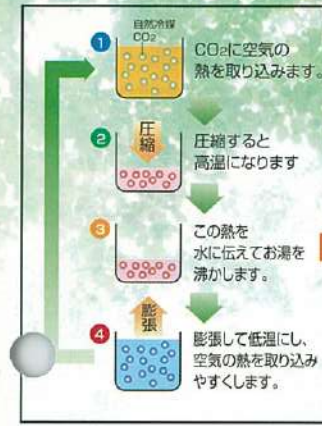 1
自然冷媒
CO2
CO2に空気の
熱を取り込みます。
2
圧縮
圧縮すると
高温になります
3
この熱を
水に伝えてお湯を
沸かします。
4
膨張
膨張して低温にし、
空気の熱を取り込み
やすくします。